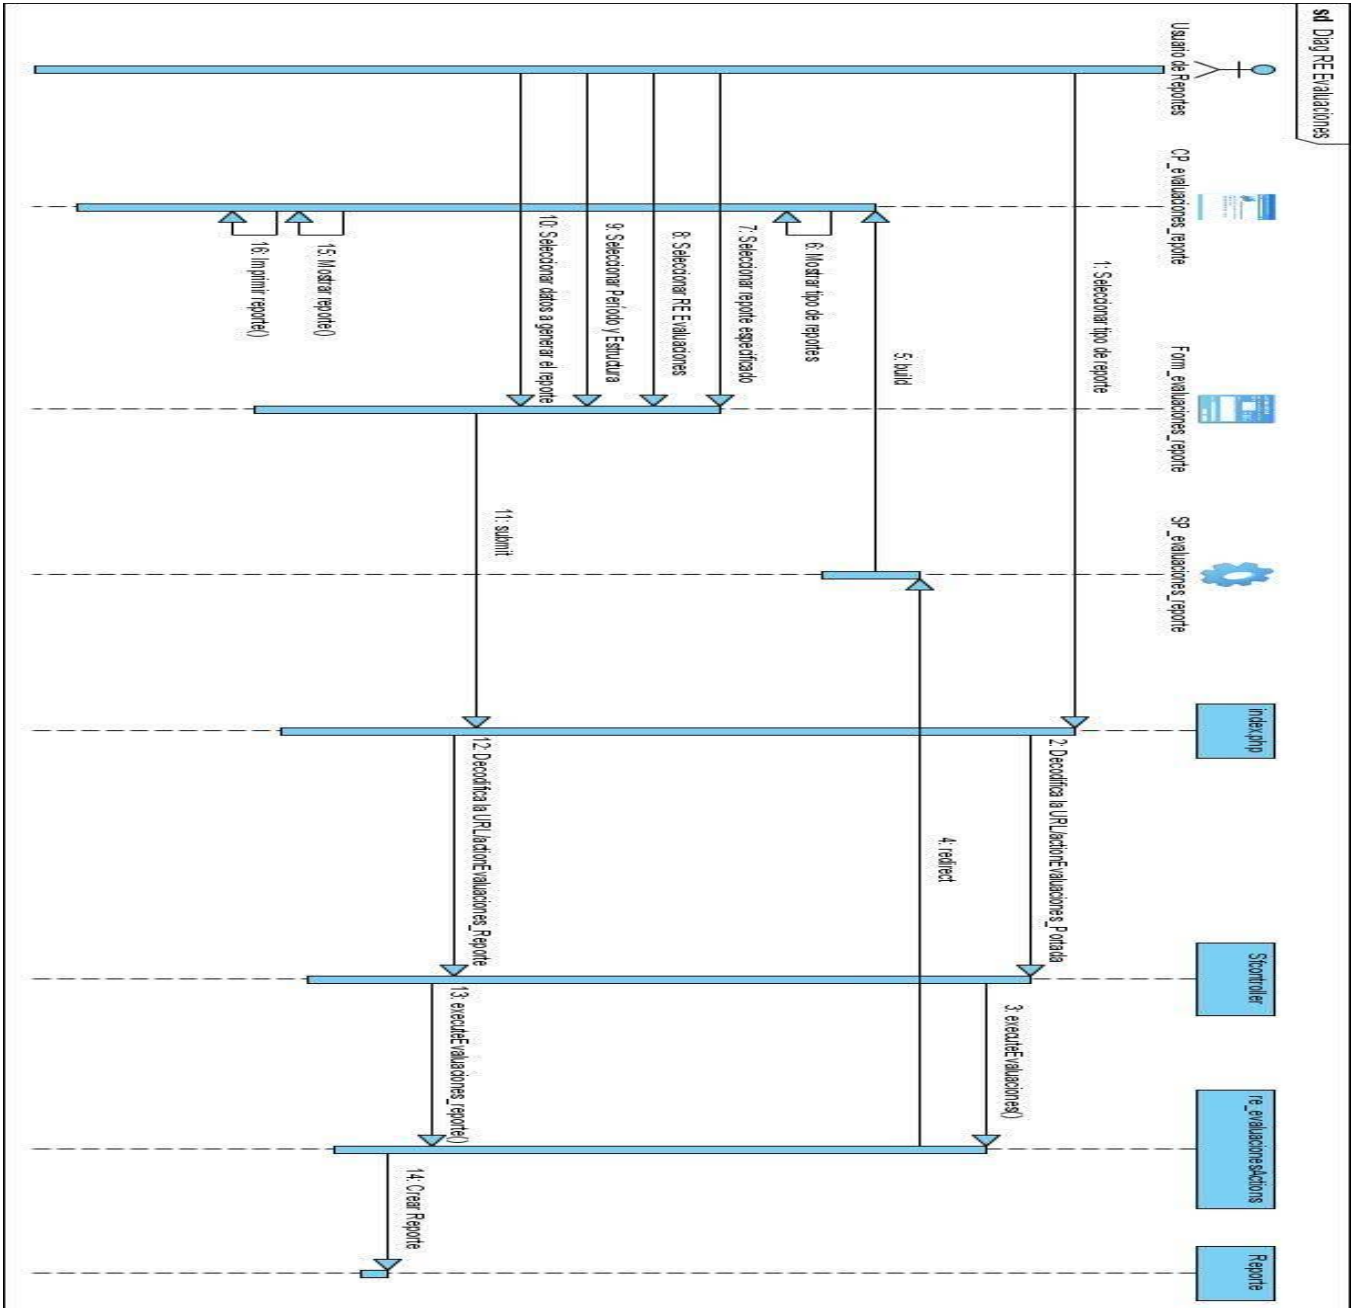 sd Diag RE Evaluaciones
Usuario de Reportes
CP_evaluaciones_reporte
Form_evaluaciones_reporte
SP_evaluaciones_reporte
index.php
Sfcontroller
re_evaluacionesActions
Reporte
1: Seleccionar tipo de reporte
2: Decodifica la URL/actionEvaluaciones_Portada
3: executeEvaluaciones()
4: redirect
5: build
6: Mostrar tipo de reportes
7: Seleccionar reporte especificado
8: Seleccionar RE Evaluaciones
9: Seleccionar Período y Estructura
10: Seleccionar datos a generar el reporte
11: submit
12: Decodifica la URL/actionEvaluaciones_Reporte
13: executeEvaluaciones_reporte()
14: Crear Reporte
15: Mostrar reporte()
16: Imprimir reporte()